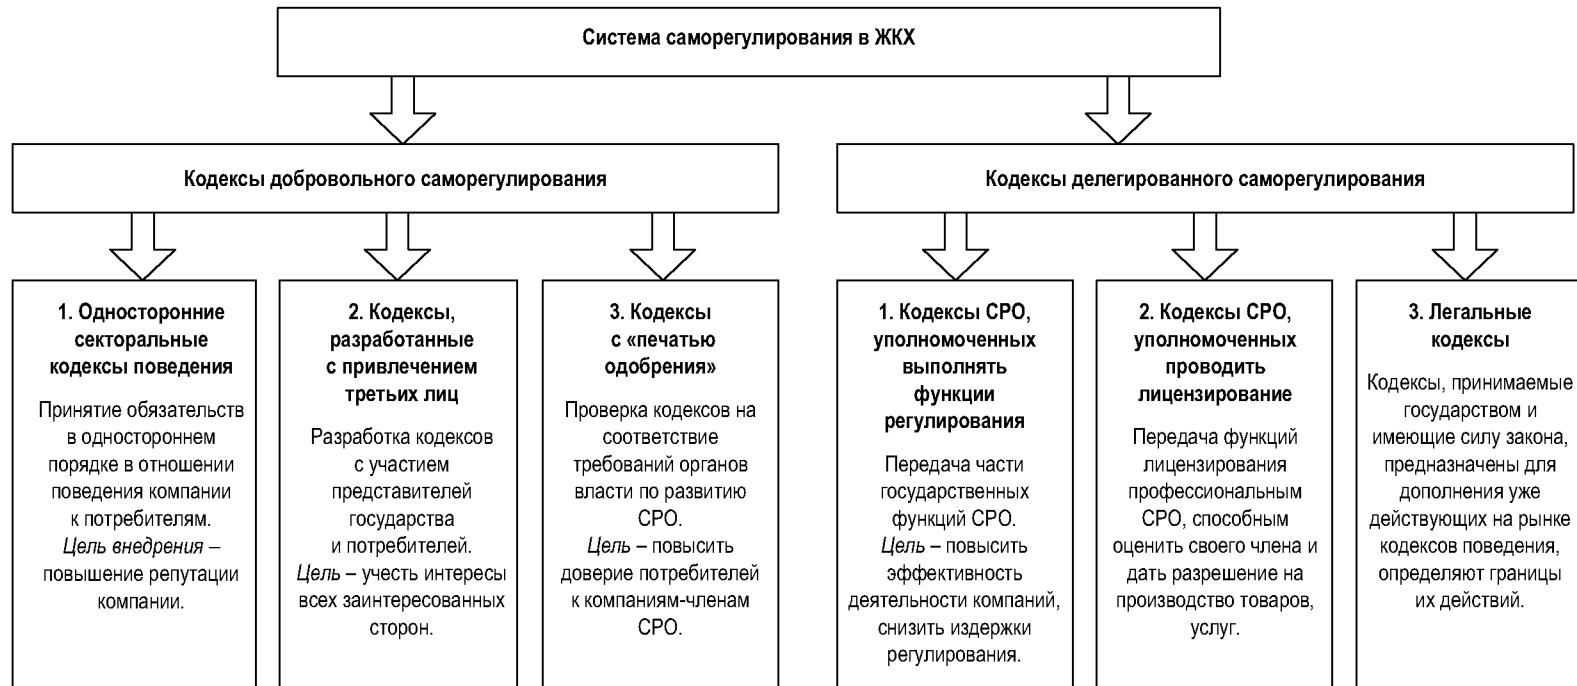 Система саморегулирования в ЖКХ
Кодексы добровольного саморегулирования
Кодексы делегированного саморегулирования
1. Односторонние
секторальные
кодексы поведения
Принятие обязательств
в одностороннем
порядке в отношении
поведения компании
к потребителям.
Цель внедрения –
повышение репутации
компании.
2. Кодексы,
разработанные
с привлечением
третьих лиц
Разработка кодексов
с участием
представителей
государства
и потребителей.
Цель – учесть интересы
всех заинтересованных
сторон.
3. Кодексы
с «печатью
одобрения»
Проверка кодексов на
соответствие
требований органов
власти по развитию
СРО.
Цель – повысить
доверие потребителей
к компаниям-членам
СРО.
1. Кодексы СРО,
уполномоченных
выполнять
функции
регулирования
Передача части
государственных
функций СРО.
Цель – повысить
эффективность
деятельности компаний,
снизить издержки
регулирования.
2. Кодексы СРО,
уполномоченных
проводить
лицензирование
Передача функций
лицензирования
профессиональным
СРО, способным
оценить своего члена и
дать разрешение на
производство товаров,
услуг.
3. Легальные
кодексы
Кодексы, принимаемые
государством и
имеющие силу закона,
предназначены для
дополнения уже
действующих на рынке
кодексов поведения,
определяют границы
их действий.